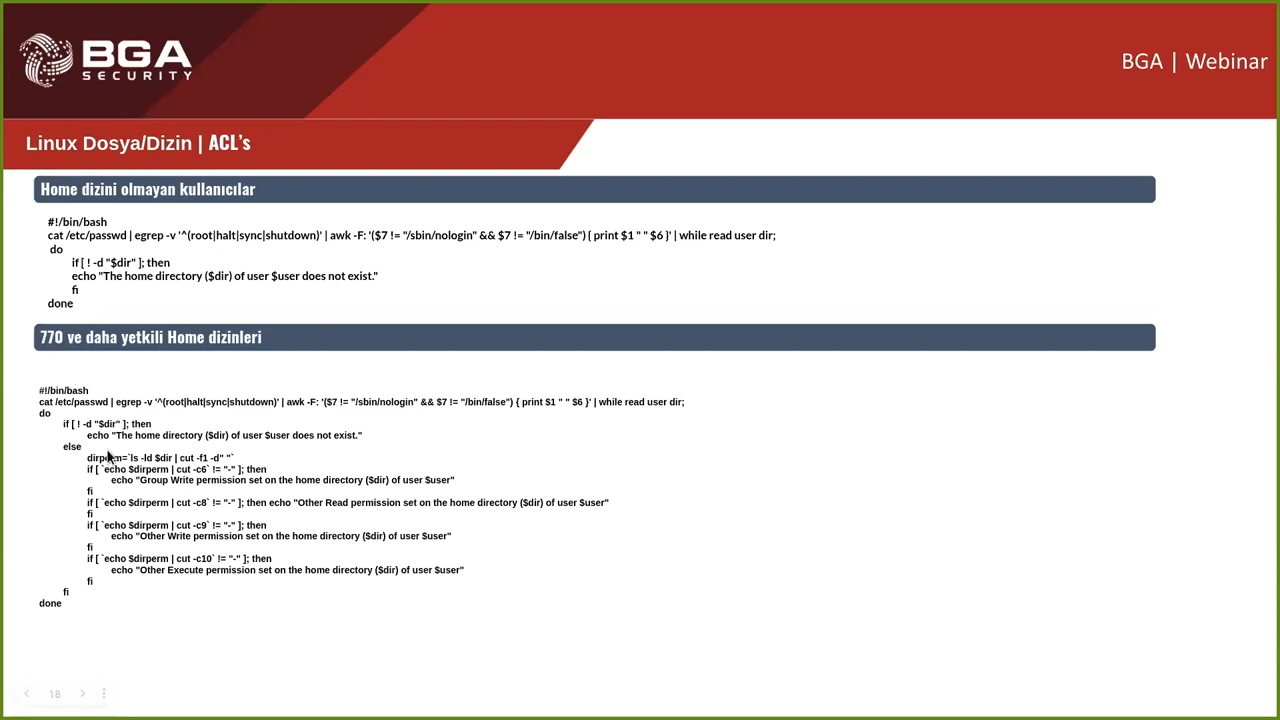 BGA
SECURITY
BGA | Webinar
Linux Dosya/Dizin | ACL's
Home dizini olmayan kullanıcılar
#!/bin/bash
cat /etc/passwd | egrep -v '^(root|halt|sync|shutdown)' | awk -F: '($7 != "/sbin/nologin" && $7 != "/bin/false") { print $1 " " $6 }' | while read user dir;
do
if [ ! -d "$dir" ]; then
echo "The home directory ($dir) of user $user does not exist."
fi
done
770 ve daha yetkili Home dizinleri
#!/bin/bash
cat /etc/passwd | egrep -v '^(root|halt|sync|shutdown)' | awk -F: '($7 != "/sbin/nologin" && $7 != "/bin/false") { print $1 " " $6 }' | while read user dir;
do
if [ ! -d "$dir" ]; then
echo "The home directory ($dir) of user $user does not exist."
else
dirperm=`ls -ld $dir | cut -f1 -d" "`
if [ `echo $dirperm | cut -c6` != "-" ]; then
echo "Group Write permission set on the home directory ($dir) of user $user"
fi
if [ `echo $dirperm | cut -c8` != "-" ]; then echo "Other Read permission set on the home directory ($dir) of user $user"
fi
if [ `echo $dirperm | cut -c9` != "-" ]; then
echo "Other Write permission set on the home directory ($dir) of user $user"
fi
if [ `echo $dirperm | cut -c10` != "-" ]; then
echo "Other Execute permission set on the home directory ($dir) of user $user"
fi
fi
done
18